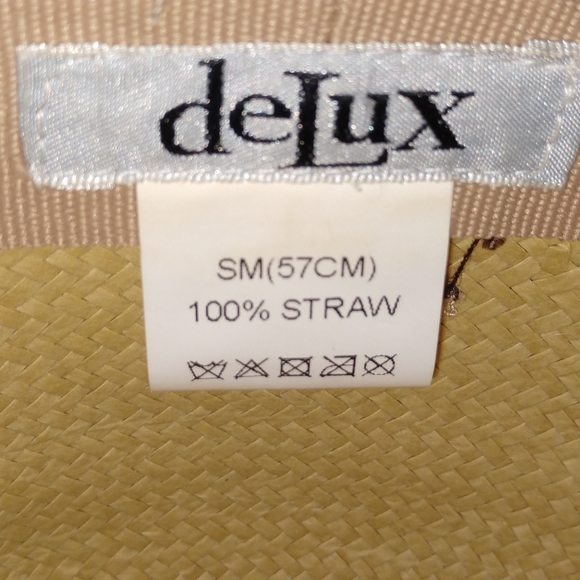 deLux
SM(57CM)
100% STRAW